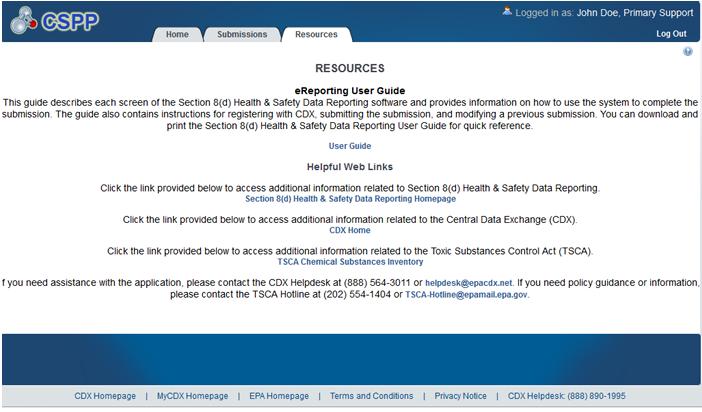 CSPP
Logged in as: John Doe, Primary Support
Home Submissions Resources
Log Out
?
RESOURCES
eReporting User Guide
This guide describes each screen of the Section 8(d) Health & Safety Data Reporting software and provides information on how to use the system to complete the
submission. The guide also contains instructions for registering with CDX, submitting the submission, and modifying a previous submission. You can download and
print the Section 8(d) Health & Safety Data Reporting User Guide for quick reference.
User Guide
Helpful Web Links
Click the link provided below to access additional information related to Section 8(d) Health & Safety Data Reporting.
Section 8(d) Health & Safety Data Reporting Homepage
Click the link provided below to access additional information related to the Central Data Exchange (CDX).
CDX Home
Click the link provided below to access additional information related to the Toxic Substances Control Act (TSCA).
TSCA Chemical Substances Inventory
f you need assistance with the application, please contact the CDX Helpdesk at (888) 564-3011 or helpdesk@epacdx.net. If you need policy guidance or information,
please contact the TSCA Hotline at (202) 554-1404 or TSCA-Hotline@epamail.epa.gov.
CDX Homepage | MyCDX Homepage | EPA Homepage | Terms and Conditions | Privacy Notice | CDX Helpdesk: (888) 890-1995